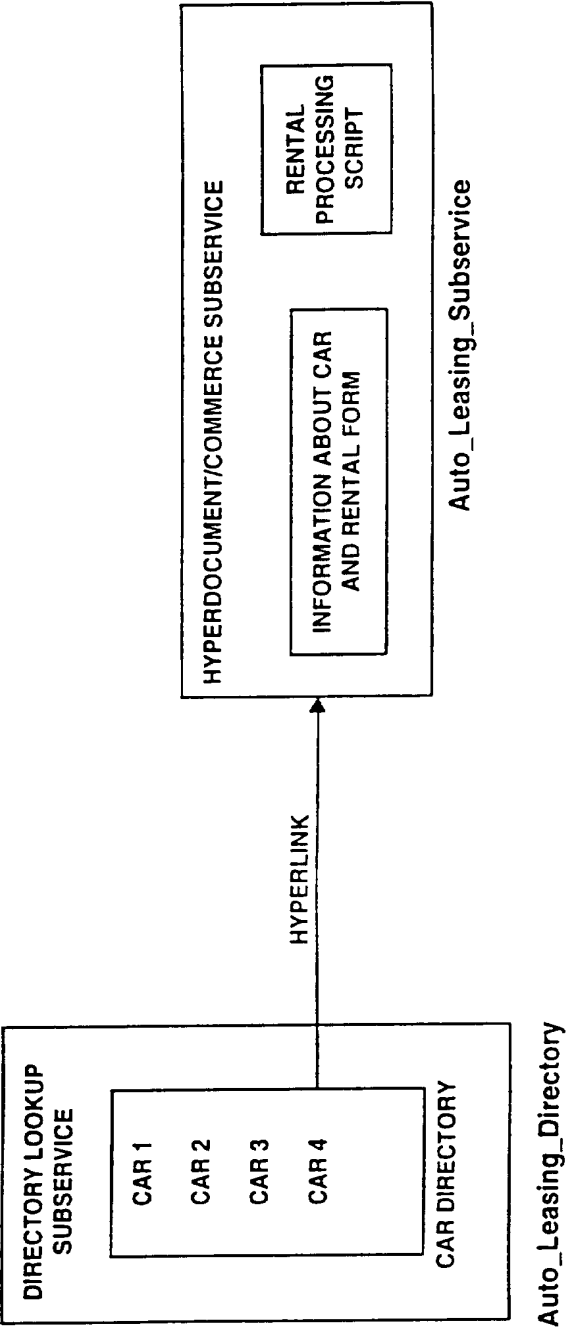 DIRECTORY LOOKUP
SUBSERVICE
CAR 1
CAR 2
CAR 3
CAR 4
CAR DIRECTORY
Auto_Leasing_Directory
HYPERLINK
HYPERDOCUMENT/COMMERCE SUBSERVICE
INFORMATION ABOUT CAR
AND RENTAL FORM
RENTAL
PROCESSING
SCRIPT
Auto_Leasing_Subservice